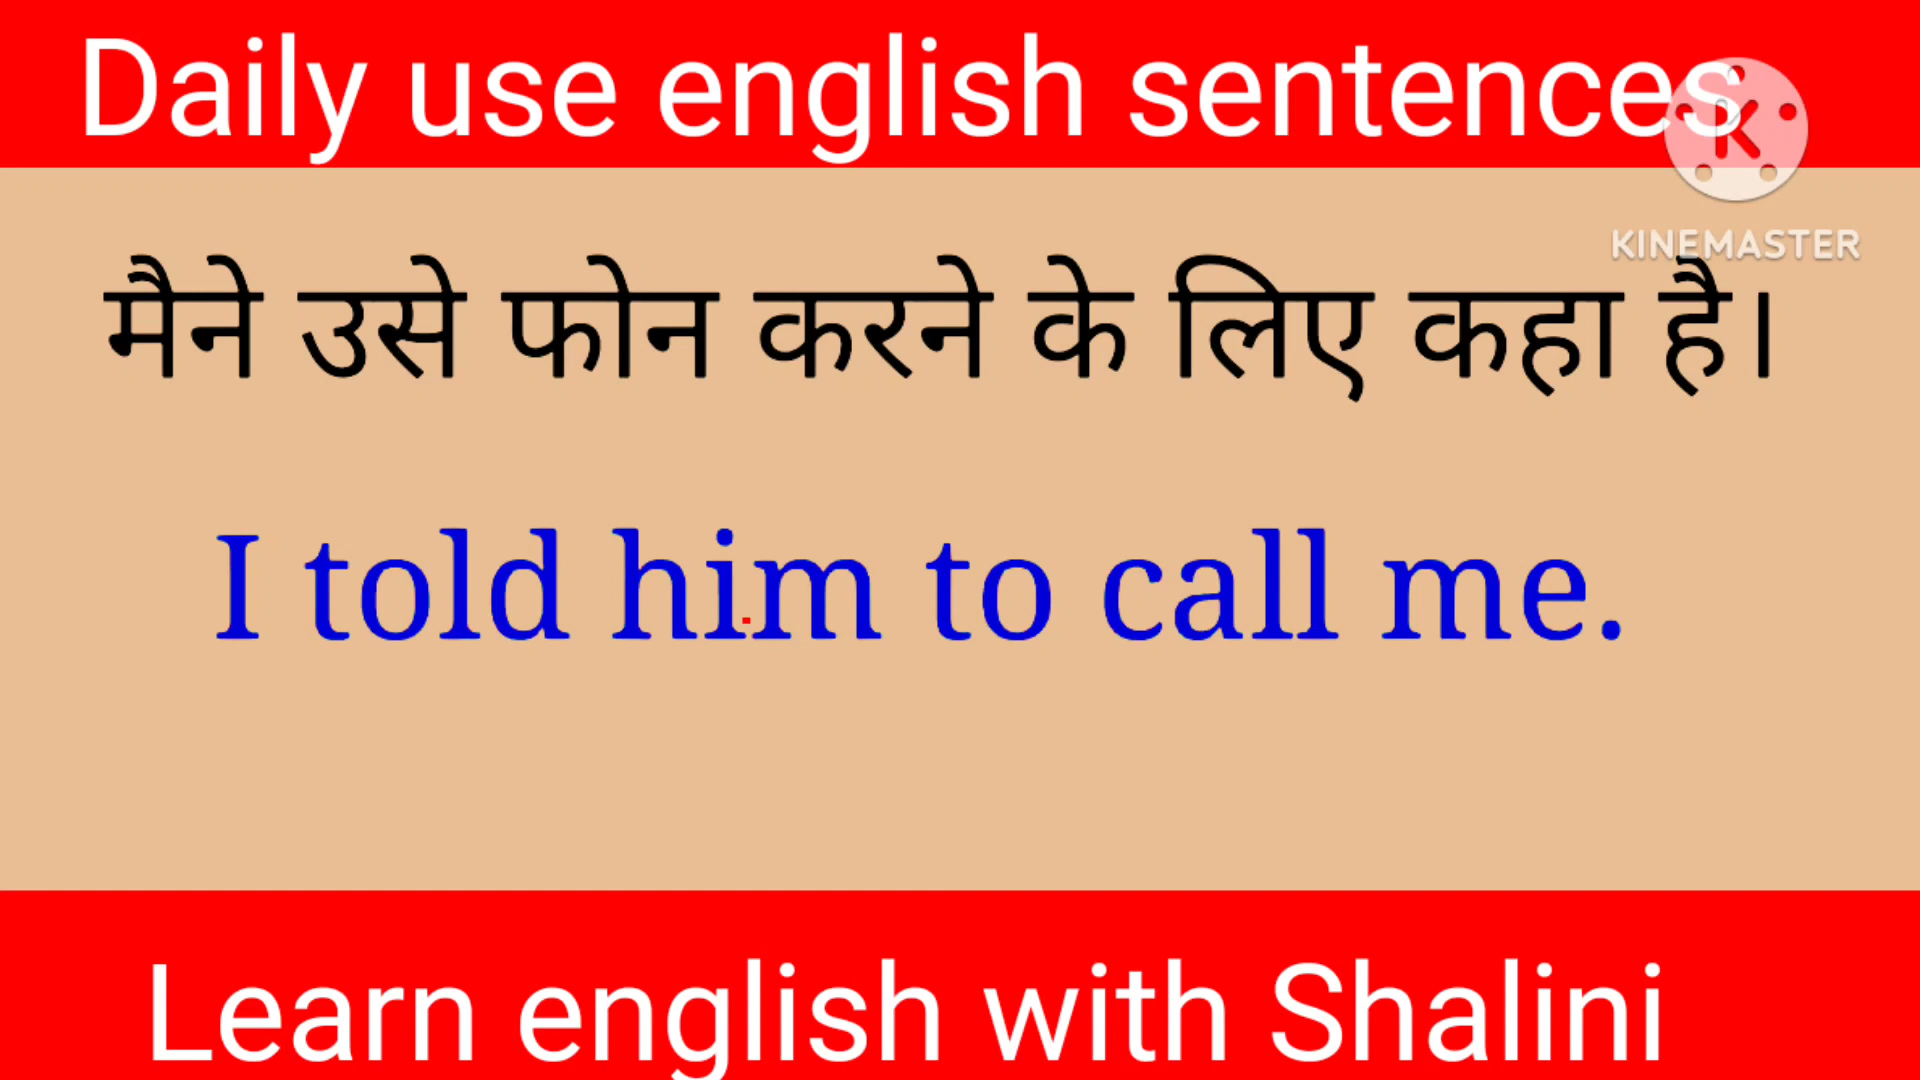 Daily use english sentences
K
KINEMASTER
मैने उसे फोन करने के लिए कहा है।
I told him to call me.
Learn english with Shalini